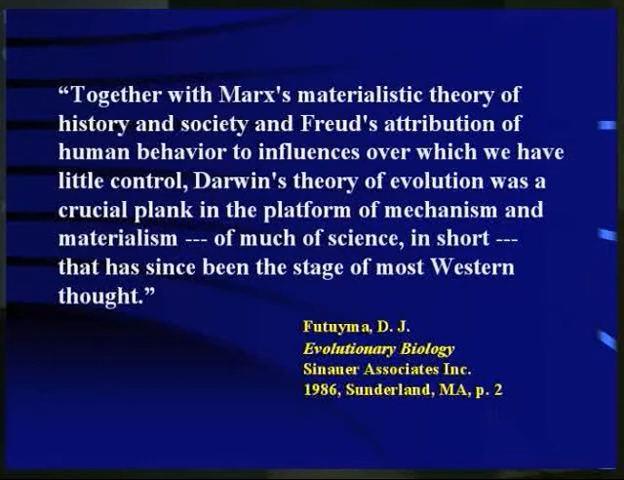 “Together with Marx's materialistic theory of
history and society and Freud's attribution of
human behavior to influences over which we have
little control, Darwin's theory of evolution was a
crucial plank in the platform of mechanism and
materialism --- of much of science, in short ---
that has since been the stage of most Western
thought.”
Futuyma, D. J.
Evolutionary Biology
Sinauer Associates Inc.
1986, Sunderland, MA, p. 2